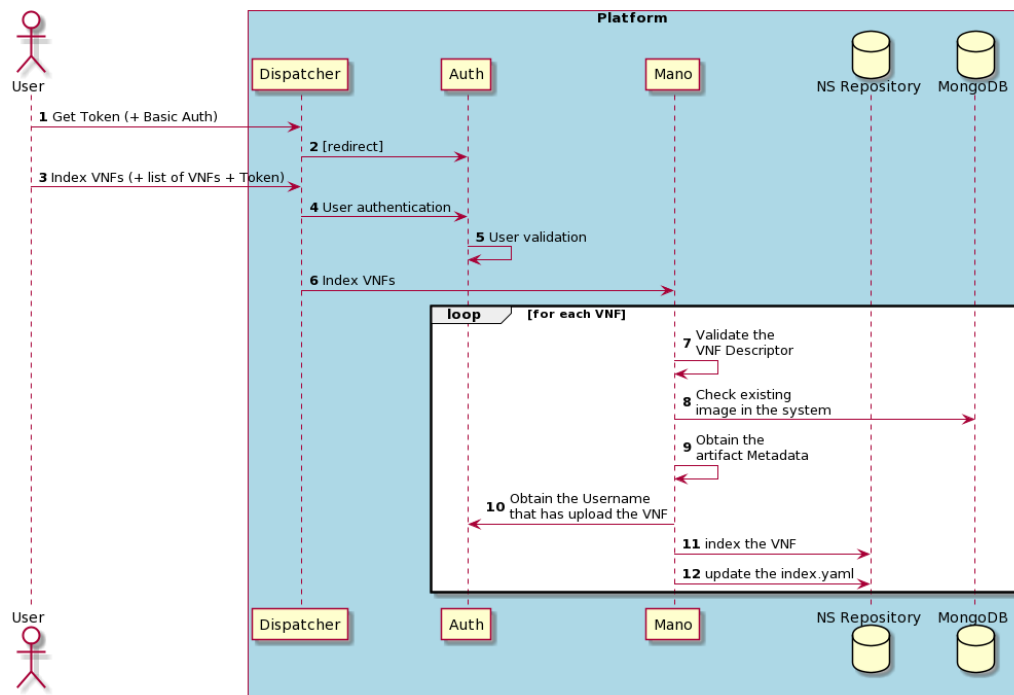 Platform
User
Dispatcher
Auth
Mano
NS Repository
MongoDB
1 Get Token (+ Basic Auth)
2 [redirect]
3 Index VNFs (+ list of VNFs + Token)
4 User authentication
5 User validation
6 Index VNFs
loop [for each VNF]
7 Validate the
VNF Descriptor
8 Check existing
image in the system
9 Obtain the
artifact Metadata
10 Obtain the Username
that has upload the VNF
11 index the VNF
12 update the index.yaml
User
Dispatcher
Auth
Mano
NS Repository
MongoDB